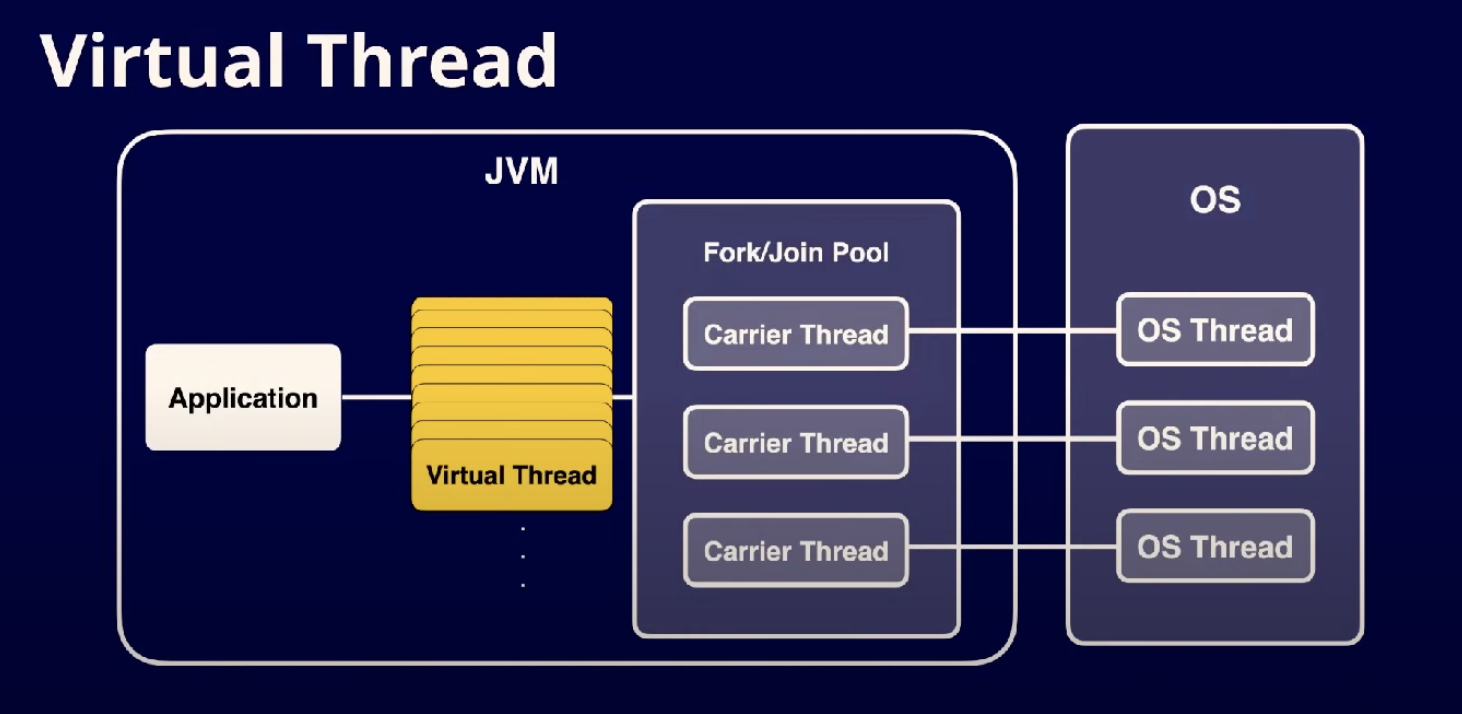 Virtual Thread
JVM
OS
Fork/Join Pool
Carrier Thread
OS Thread
Application
Carrier Thread
OS Thread
Virtual Thread
Carrier Thread
OS Thread